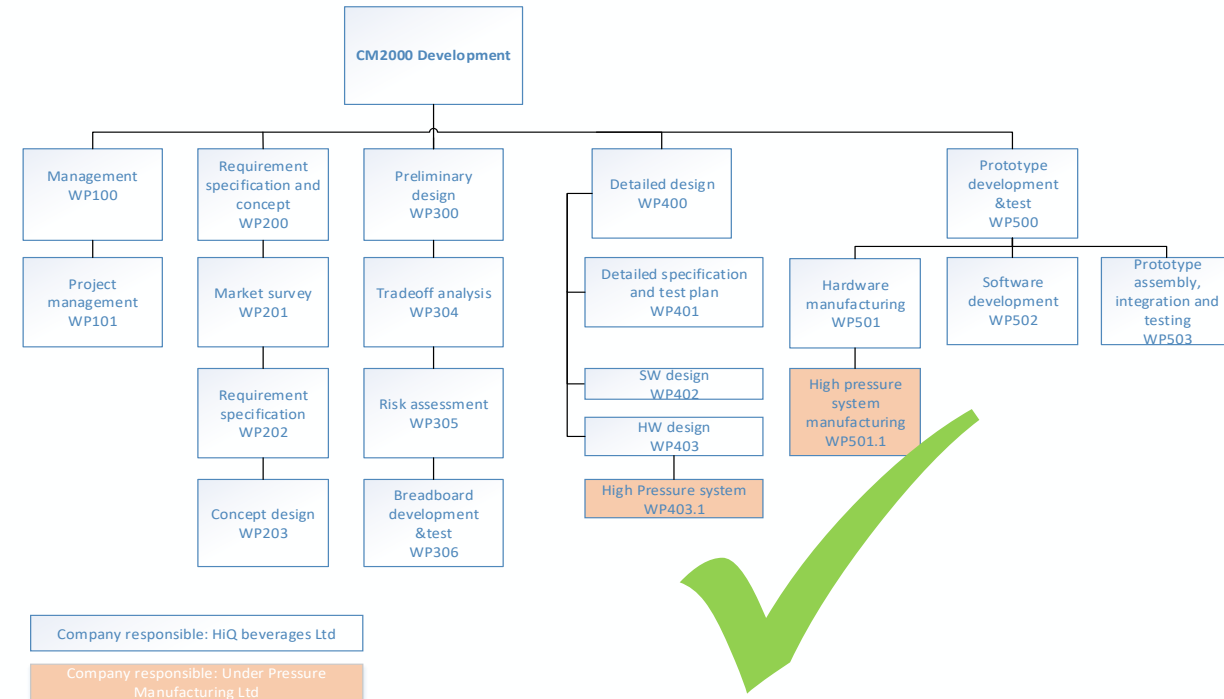 CM2000 Development
Management
WP100
Requirement
specification and
concept
WP200
Preliminary
design
WP300
Detailed design
WP400
Prototype
development
&test
WP500
Project
management
WP101
Market survey
WP201
Tradeoff analysis
WP304
Detailed specification
and test plan
WP401
Hardware
manufacturing
WP501
Software
development
WP502
Prototype
assembly,
integration and
testing
WP503
Requirement
specification
WP202
Risk assessment
WP305
SW design
WP402
HW design
WP403
High pressure
system
manufacturing
WP501.1
Concept design
WP203
Breadboard
development
&test
WP306
High Pressure system
WP403.1
Company responsible: HiQ beverages Ltd
Company responsible: Under Pressure
Manufacturing Ltd